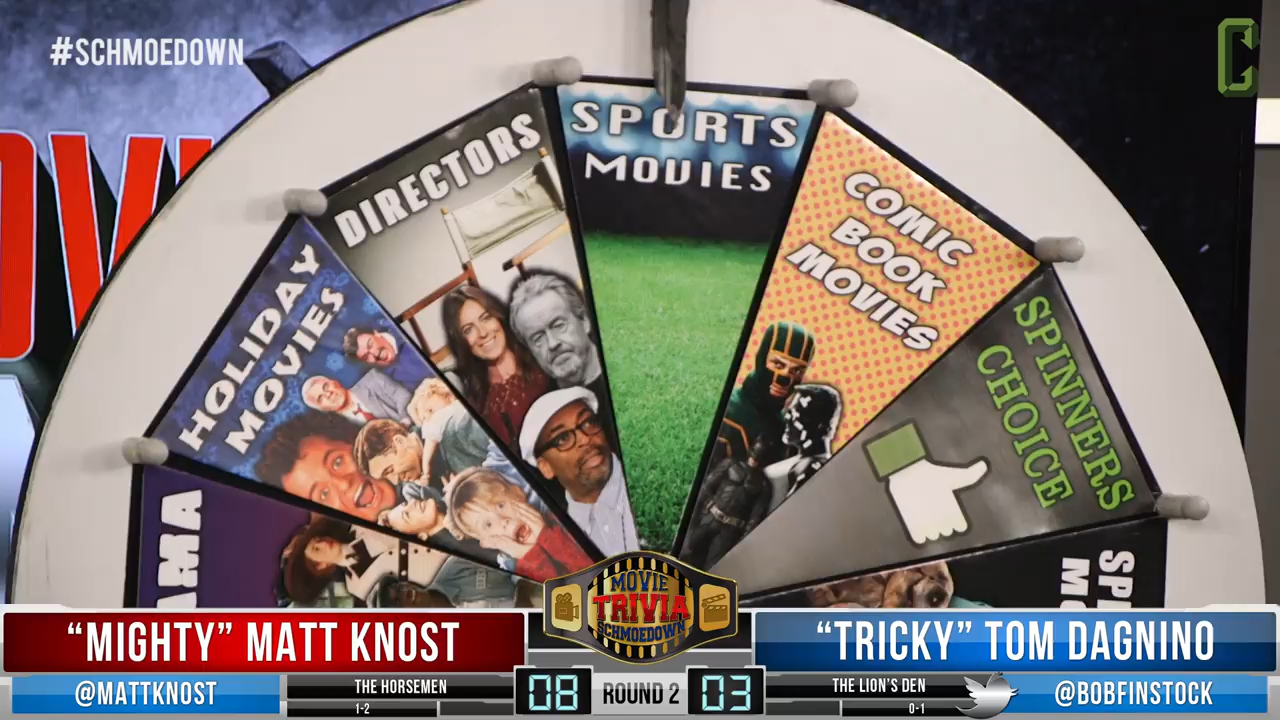 #SCHMOEDOWN
DIRECTORS
SPORTS
MOVIES
COMIC
BOOK
MOVIES
HOLIDAY
MOVIES
SPINNERS
CHOICE
MOVIE
TRIVIA
SCHMOEDOWN
“MIGHTY” MATT KNOST
“TRICKY” TOM DAGNINO
@MATTKNOST
THE HORSEMEN
1-2
08
ROUND 2
03
THE LION'S DEN
0-1
@BOBFINSTOCK